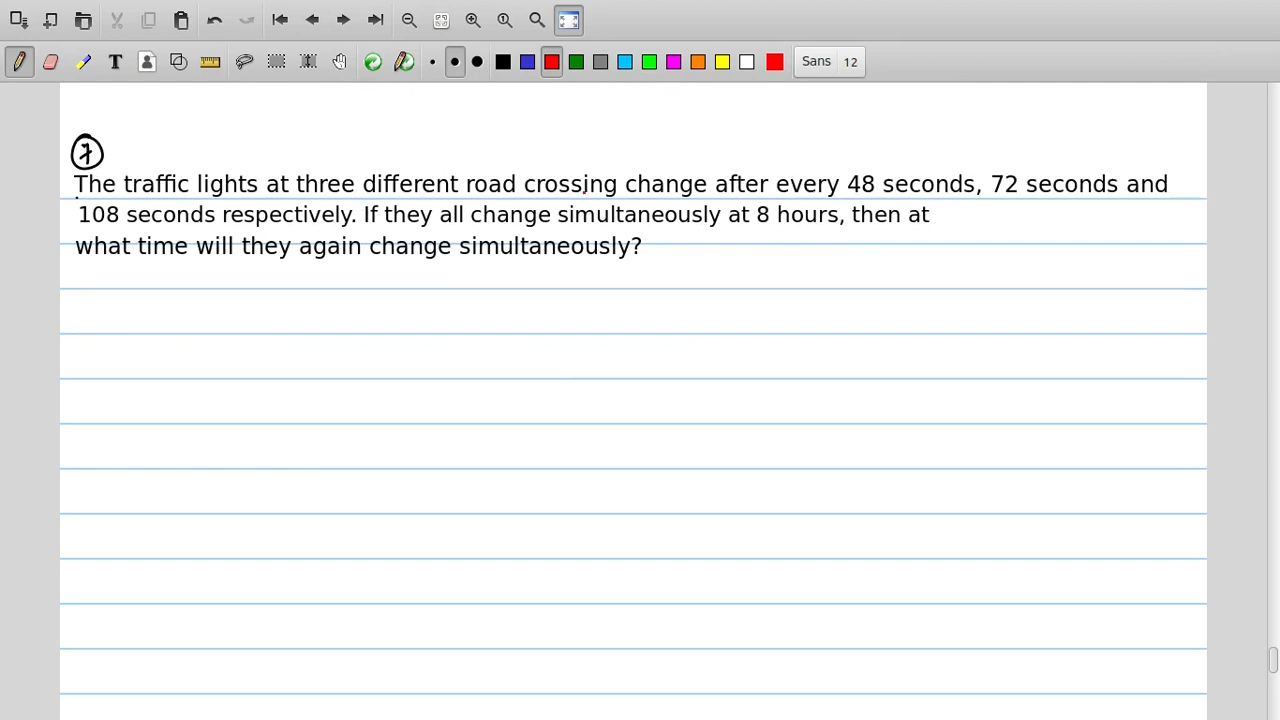 T
Sans 12
7
The traffic lights at three different road crossing change after every 48 seconds, 72 seconds and
108 seconds respectively. If they all change simultaneously at 8 hours, then at
what time will they again change simultaneously?